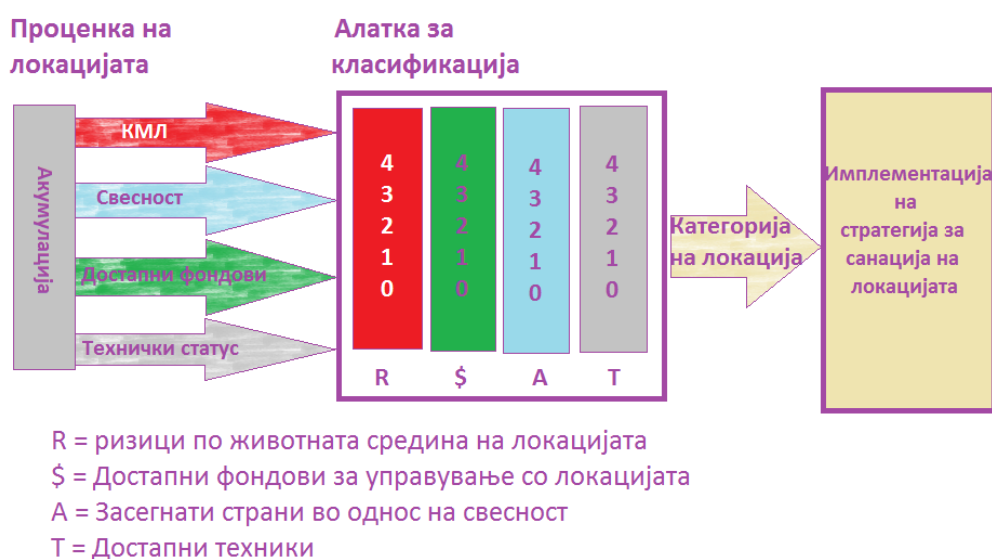 Проценка на
локацијата
Алатка за
класификација
Акумулација
КМЛ
Свесност
Достапни фондови
Технички статус
4
3
2
1
0
4
3
2
1
0
4
3
2
1
0
4
3
2
1
0
R $ A T
Категорија
на локација
Имплементација
на
стратегија за
санација на
локацијата
R = ризици по животната средина на локацијата
$ = Достапни фондови за управување со локацијата
A = Засегнати страни во однос на свесност
T = Достапни техники